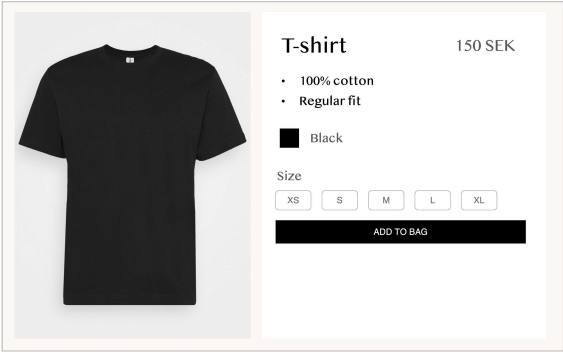 T-shirt 150 SEK
• 100% cotton
• Regular fit
Black
Size
XS S M L XL
ADD TO BAG